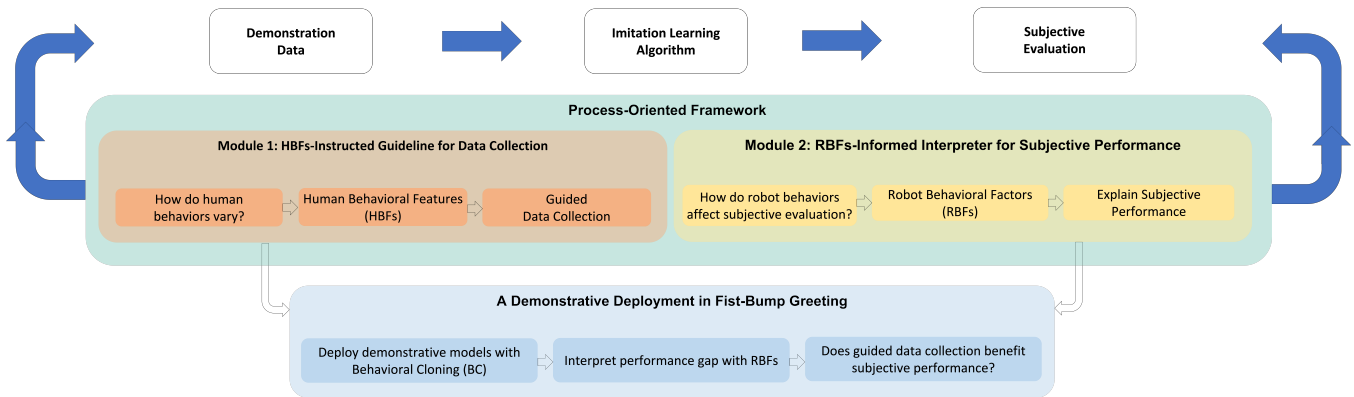 Demonstration
Data
Imitation Learning
Algorithm
Subjective
Evaluation
Process-Oriented Framework
Module 1: HBFs-Instructed Guideline for Data Collection
How do human
behaviors vary?
Human Behavioral Features
(HBFs)
Guided
Data Collection
Module 2: RBFs-Informed Interpreter for Subjective Performance
How do robot behaviors
affect subjective evaluation?
Robot Behavioral Factors
(RBFs)
Explain Subjective
Performance
A Demonstrative Deployment in Fist-Bump Greeting
Deploy demonstrative models with
Behavioral Cloning (BC)
Interpret performance gap with RBFs
Does guided data collection benefit
subjective performance?